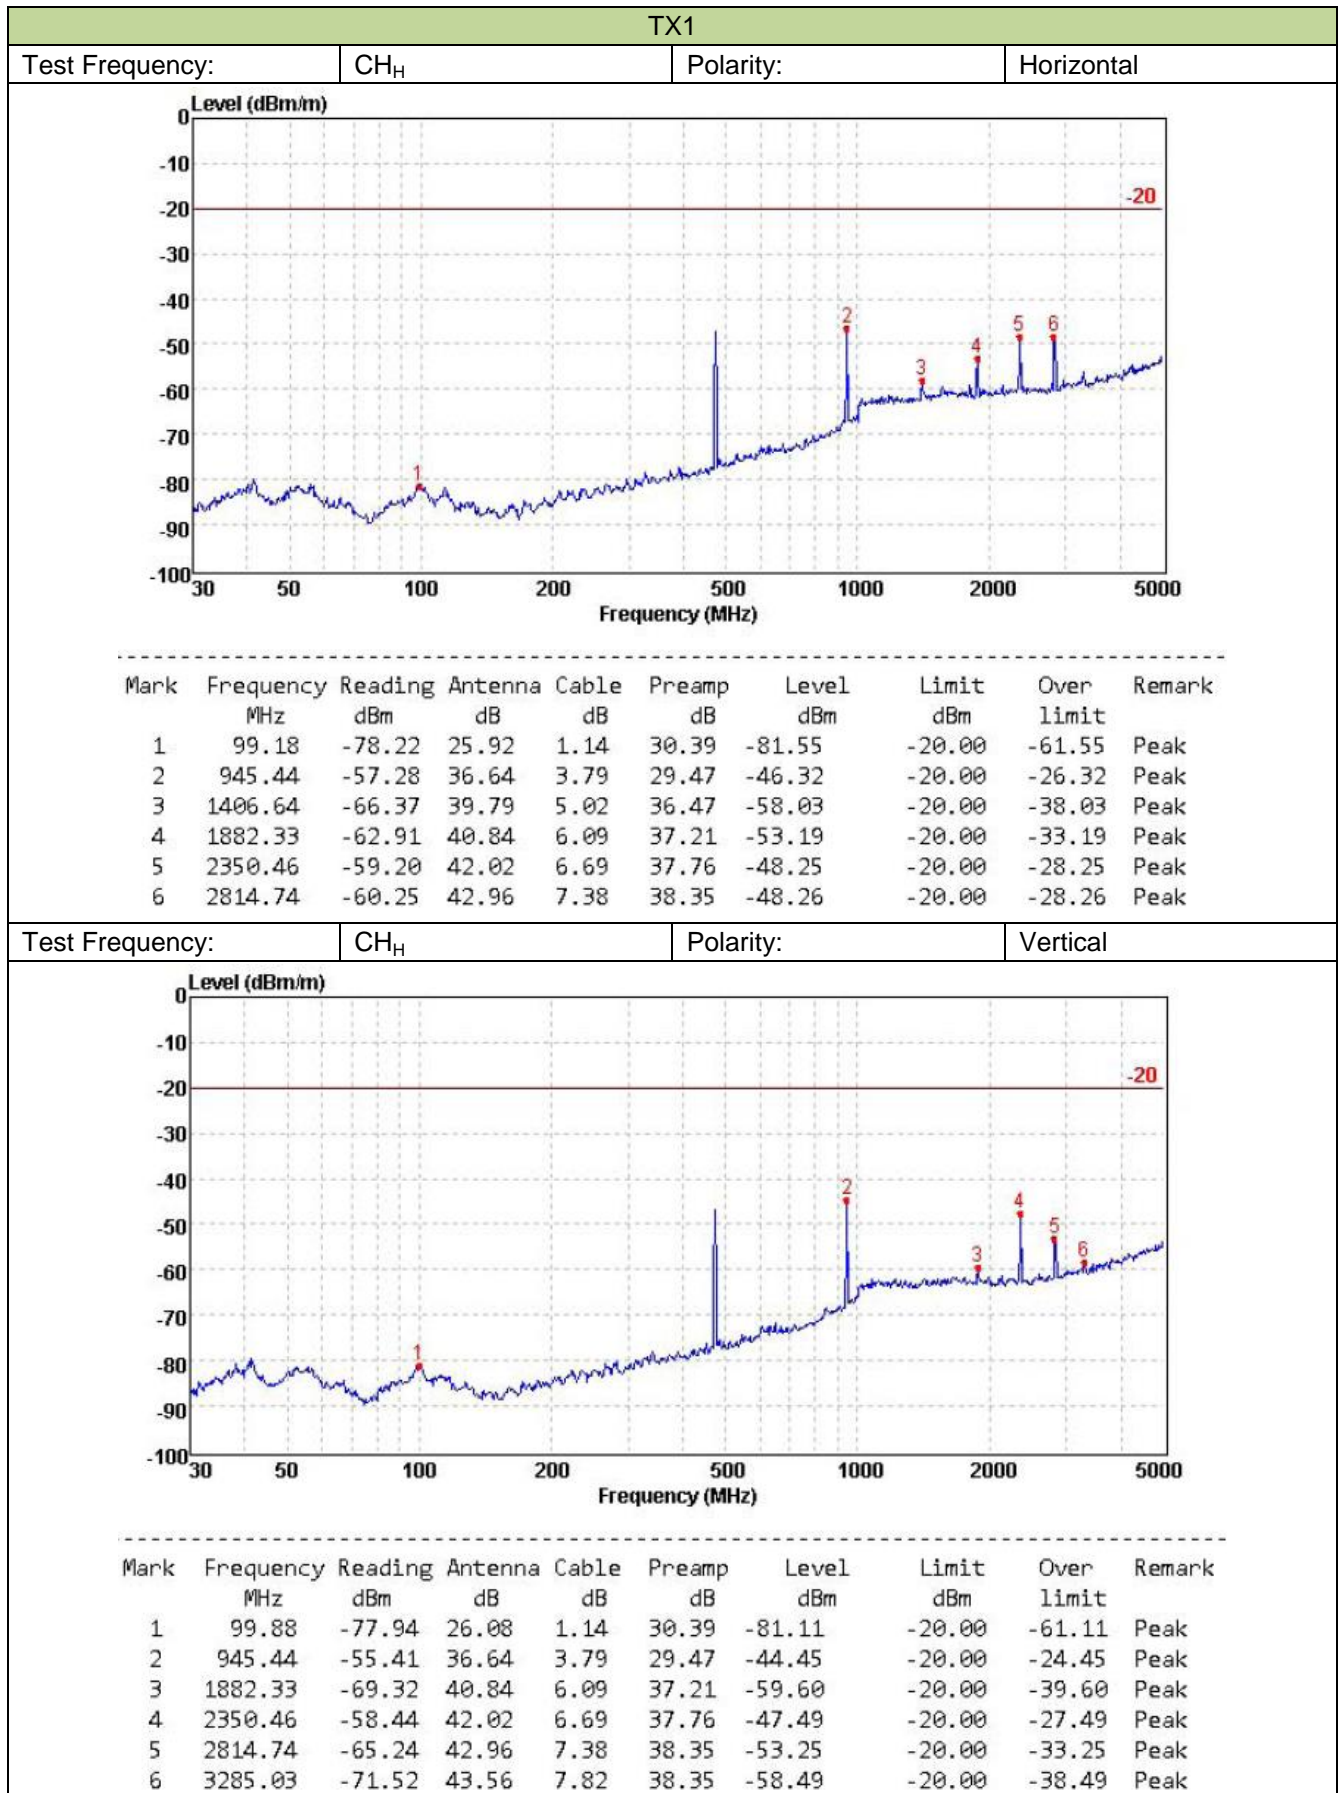 TX1
Test Frequency: CHH Polarity: Horizontal
Level (dBm/m)
0
-10
-20
-20
-30
-40
-50
-60
-70
-80
-90
-100
1
2
3
4
5
6
30 50 100 200 500 1000 2000 5000
Frequency (MHz)
Mark Frequency Reading Antenna Cable Preamp Level Limit Over Remark
MHz dBm dB dB dB dBm dBm limit
1 99.18 -78.22 25.92 1.14 30.39 -81.55 -20.00 -61.55 Peak
2 945.44 -57.28 36.64 3.79 29.47 -46.32 -20.00 -26.32 Peak
3 1406.64 -66.37 39.79 5.02 36.47 -58.03 -20.00 -38.03 Peak
4 1882.33 -62.91 40.84 6.09 37.21 -53.19 -20.00 -33.19 Peak
5 2350.46 -59.20 42.02 6.69 37.76 -48.25 -20.00 -28.25 Peak
6 2814.74 -60.25 42.96 7.38 38.35 -48.26 -20.00 -28.26 Peak
Test Frequency: CHH Polarity: Vertical
Level (dBm/m)
0
-10
-20
-20
-30
-40
-50
-60
-70
-80
-90
-100
1
2
3
4
5
6
30 50 100 200 500 1000 2000 5000
Frequency (MHz)
Mark Frequency Reading Antenna Cable Preamp Level Limit Over Remark
MHz dBm dB dB dB dBm dBm limit
1 99.88 -77.94 26.08 1.14 30.39 -81.11 -20.00 -61.11 Peak
2 945.44 -55.41 36.64 3.79 29.47 -44.45 -20.00 -24.45 Peak
3 1882.33 -69.32 40.84 6.09 37.21 -59.60 -20.00 -39.60 Peak
4 2350.46 -58.44 42.02 6.69 37.76 -47.49 -20.00 -27.49 Peak
5 2814.74 -65.24 42.96 7.38 38.35 -53.25 -20.00 -33.25 Peak
6 3285.03 -71.52 43.56 7.82 38.35 -58.49 -20.00 -38.49 Peak